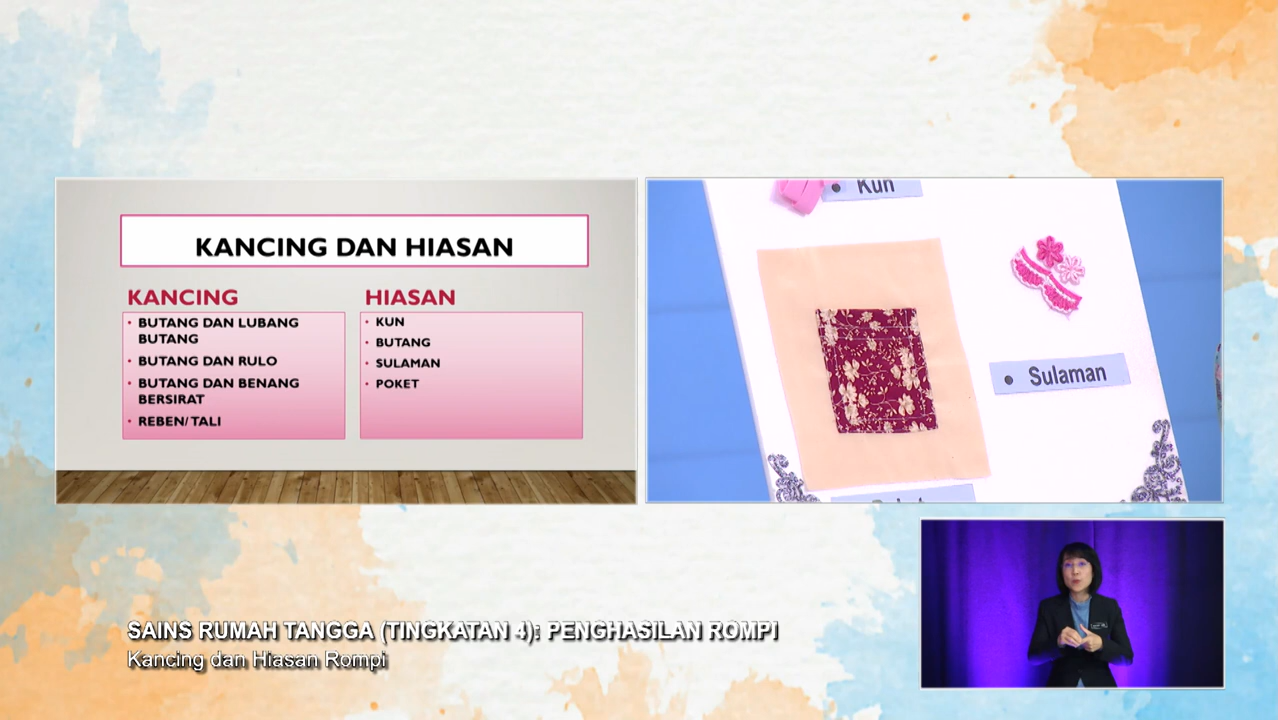 KANCING DAN HIASAN
KANCING
• BUTANG DAN LUBANG
BUTANG
• BUTANG DAN RULO
• BUTANG DAN BENANG
BERSIRAT
• REBEN/ TALI
HIASAN
• KUN
• BUTANG
• SULAMAN
• POKET
• Kun
• Sulaman
SAINS RUMAH TANGGA (TINGKATAN 4): PENGHASILAN ROMPI
Kancing dan Hiasan Rompi